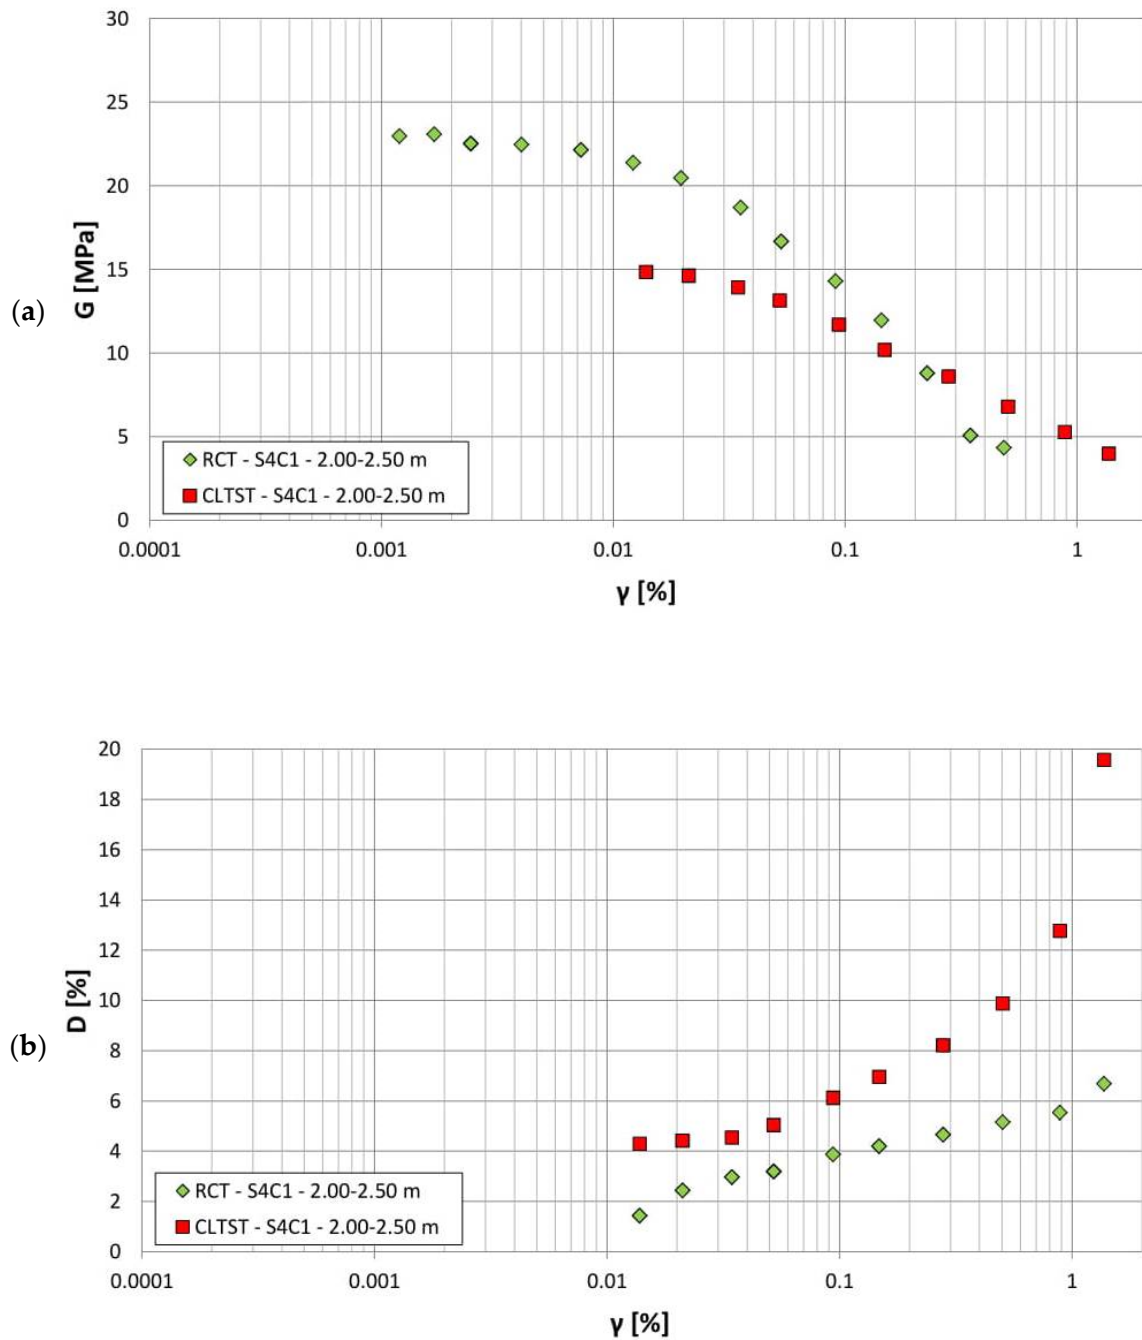 30
25
20
15
10
5
0
G [MPa]
(a)
RCT - S4C1 - 2.00-2.50 m
CLTST - S4C1 - 2.00-2.50 m
0.0001 0.001 0.01 0.1 1
γ [%]
20
18
16
14
12
10
8
6
4
2
0
D [%]
(b)
RCT - S4C1 - 2.00-2.50 m
CLTST - S4C1 - 2.00-2.50 m
0.0001 0.001 0.01 0.1 1
γ [%]